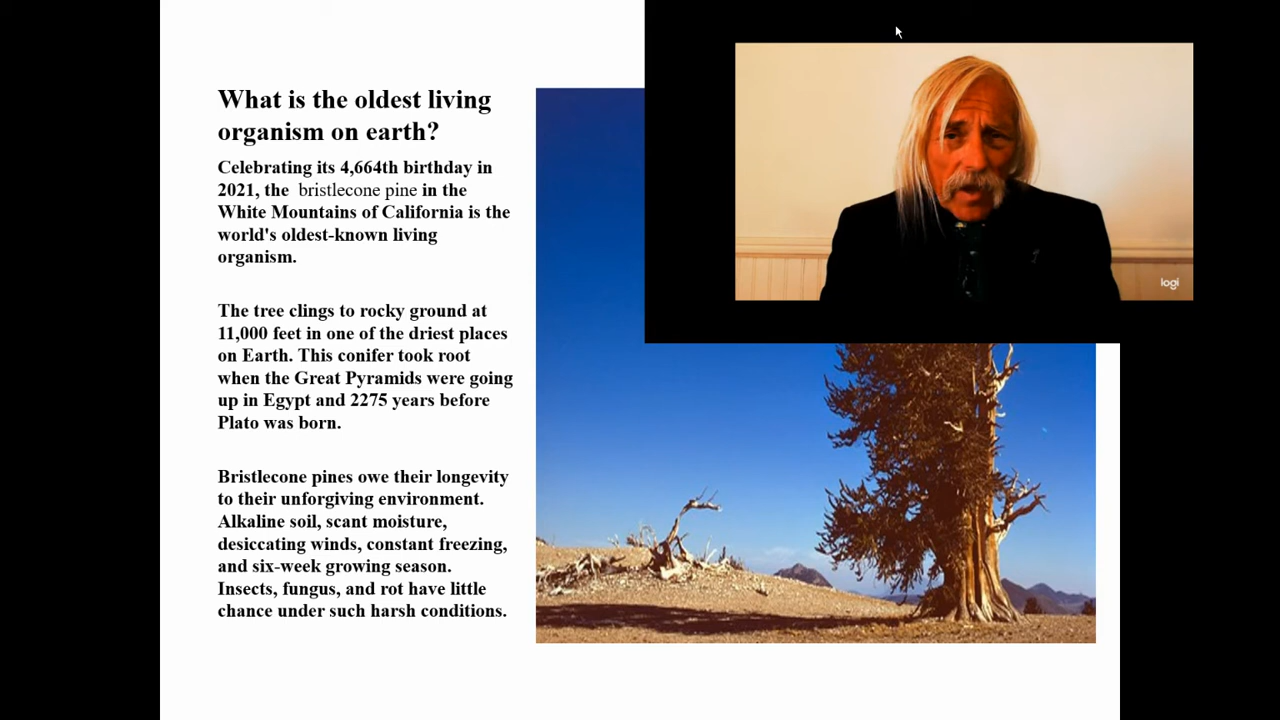 What is the oldest living
organism on earth?
Celebrating its 4,664th birthday in
2021, the bristlecone pine in the
White Mountains of California is the
world's oldest-known living
organism.
The tree clings to rocky ground at
11,000 feet in one of the driest places
on Earth. This conifer took root
when the Great Pyramids were going
up in Egypt and 2275 years before
Plato was born.
Bristlecone pines owe their longevity
to their unforgiving environment.
Alkaline soil, scant moisture,
desiccating winds, constant freezing,
and six-week growing season.
Insects, fungus, and rot have little
chance under such harsh conditions.
logi